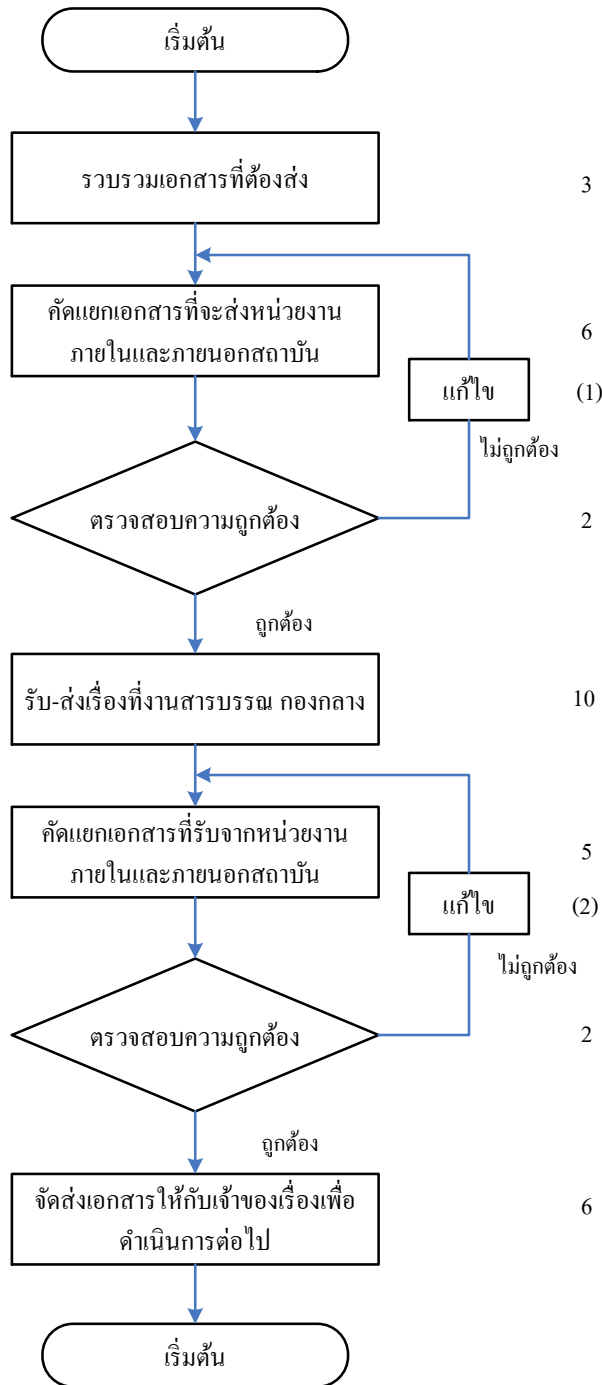 เริ่มต้น
รวบรวมเอกสารที่ต้องส่ง
3
คัดแยกเอกสารที่จะส่งหน่วยงาน
ภายในและภายนอกสถาบัน
6
แก้ไข
(1)
ไม่ถูกต้อง
ตรวจสอบความถูกต้อง
2
ถูกต้อง
รับ-ส่งเรื่องที่งานสารบรรณ กองกลาง
10
คัดแยกเอกสารที่รับจากหน่วยงาน
ภายในและภายนอกสถาบัน
5
แก้ไข
(2)
ไม่ถูกต้อง
ตรวจสอบความถูกต้อง
2
ถูกต้อง
จัดส่งเอกสารให้กับเจ้าของเรื่องเพื่อ
ดำเนินการต่อไป
6
เริ่มต้น